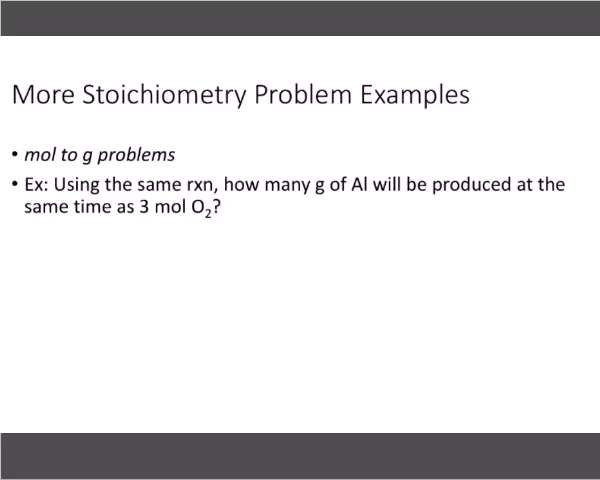 More Stoichiometry Problem Examples
• mol to g problems
• Ex: Using the same rxn, how many g of Al will be produced at the
same time as 3 mol O₂?